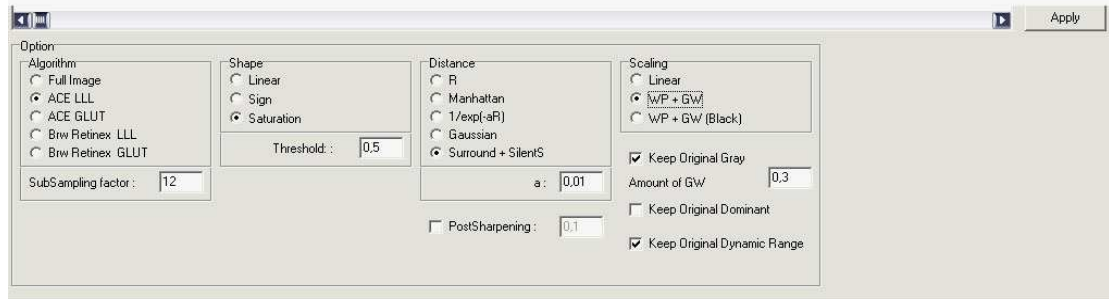 Apply
Option
Algorithm
Full Image
ACE LLL
ACE GLUT
Brw Retinex LLL
Brw Retinex GLUT
SubSampling factor : 12
Shape
Linear
Sign
Saturation
Threshold: : 0,5
Distance
R
Manhattan
1/exp(-aR)
Gaussian
Surround + SilentS
a : 0,01
PostSharpening : 0,1
Scaling
Linear
WP + GW
WP + GW (Black)
Keep Original Gray
Amount of GW 0,3
Keep Original Dominant
Keep Original Dynamic Range